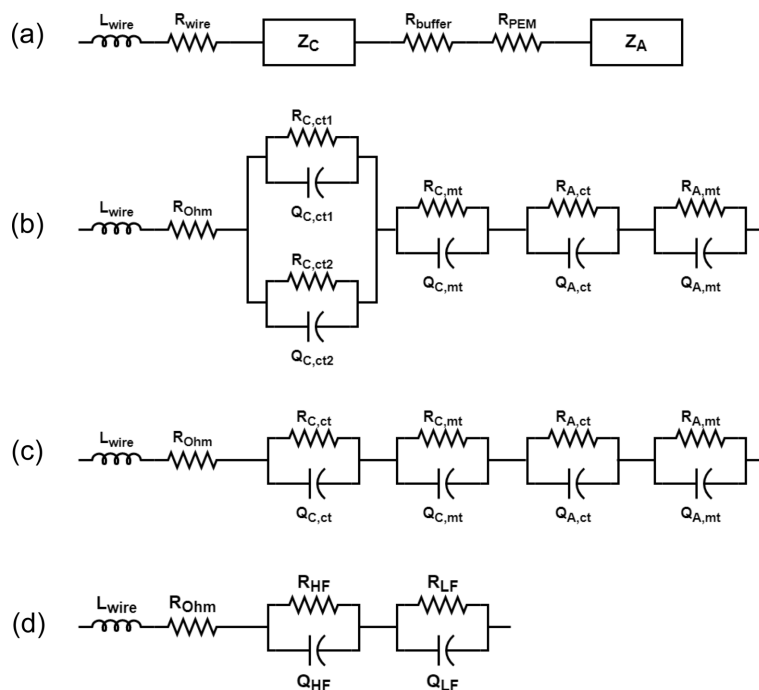 (a)
L_wire R_wire Z_C R_buffer R_PEM Z_A
(b)
L_wire R_Ohm
R_C,ct1
Q_C,ct1
R_C,ct2
Q_C,ct2
R_C,mt
Q_C,mt
R_A,ct
Q_A,ct
R_A,mt
Q_A,mt
(c)
L_wire R_Ohm
R_C,ct R_C,mt R_A,ct R_A,mt
Q_C,ct Q_C,mt Q_A,ct Q_A,mt
(d)
L_wire R_Ohm
R_HF R_LF
Q_HF Q_LF